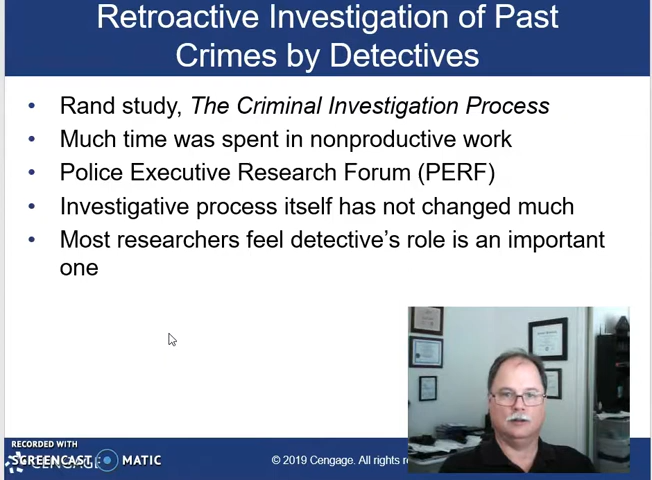 Retroactive Investigation of Past
Crimes by Detectives
• Rand study, The Criminal Investigation Process
• Much time was spent in nonproductive work
• Police Executive Research Forum (PERF)
• Investigative process itself has not changed much
• Most researchers feel detective's role is an important
one
RECORDED WITH
SCREENCAST MATIC
CENGAGE
© 2019 Cengage. All rights